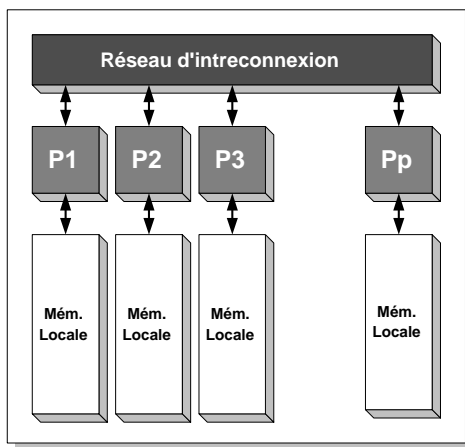 Réseau d'intreconnexion
P1 P2 P3 Pp
Mém. Mém. Mém. Mém.
Locale Locale Locale Locale